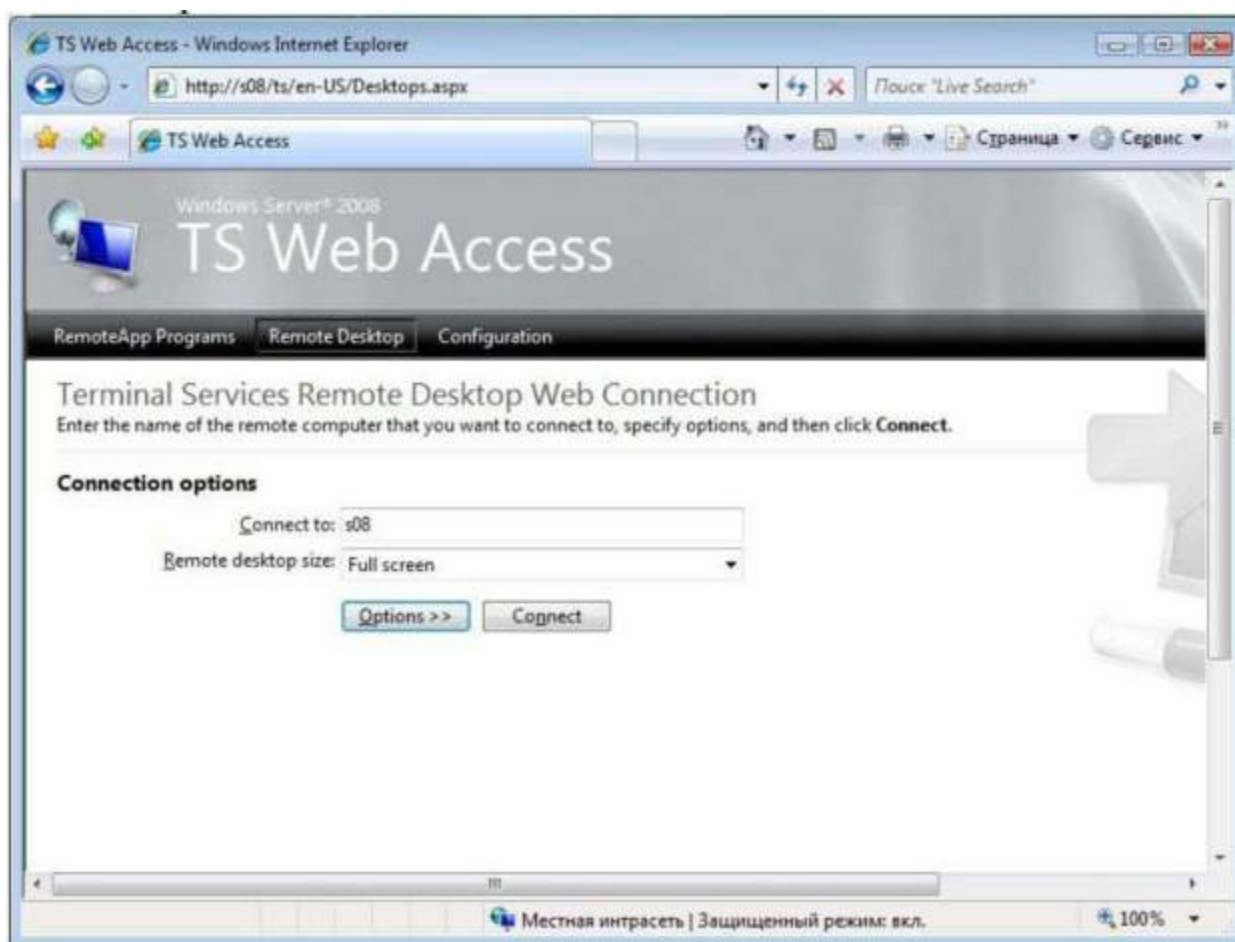 TS Web Access - Windows Internet Explorer
http://s08/ts/en-US/Desktops.aspx
Поиск "Live Search"
TS Web Access
Страница
Сервис
Windows Server® 2008
TS Web Access
RemoteApp Programs Remote Desktop Configuration
Terminal Services Remote Desktop Web Connection
Enter the name of the remote computer that you want to connect to, specify options, and then click Connect.
Connection options
Connect to: s08
Remote desktop size: Full screen
Options >> Connect
Местная интрасеть | Защищенный режим: вкл. 100%